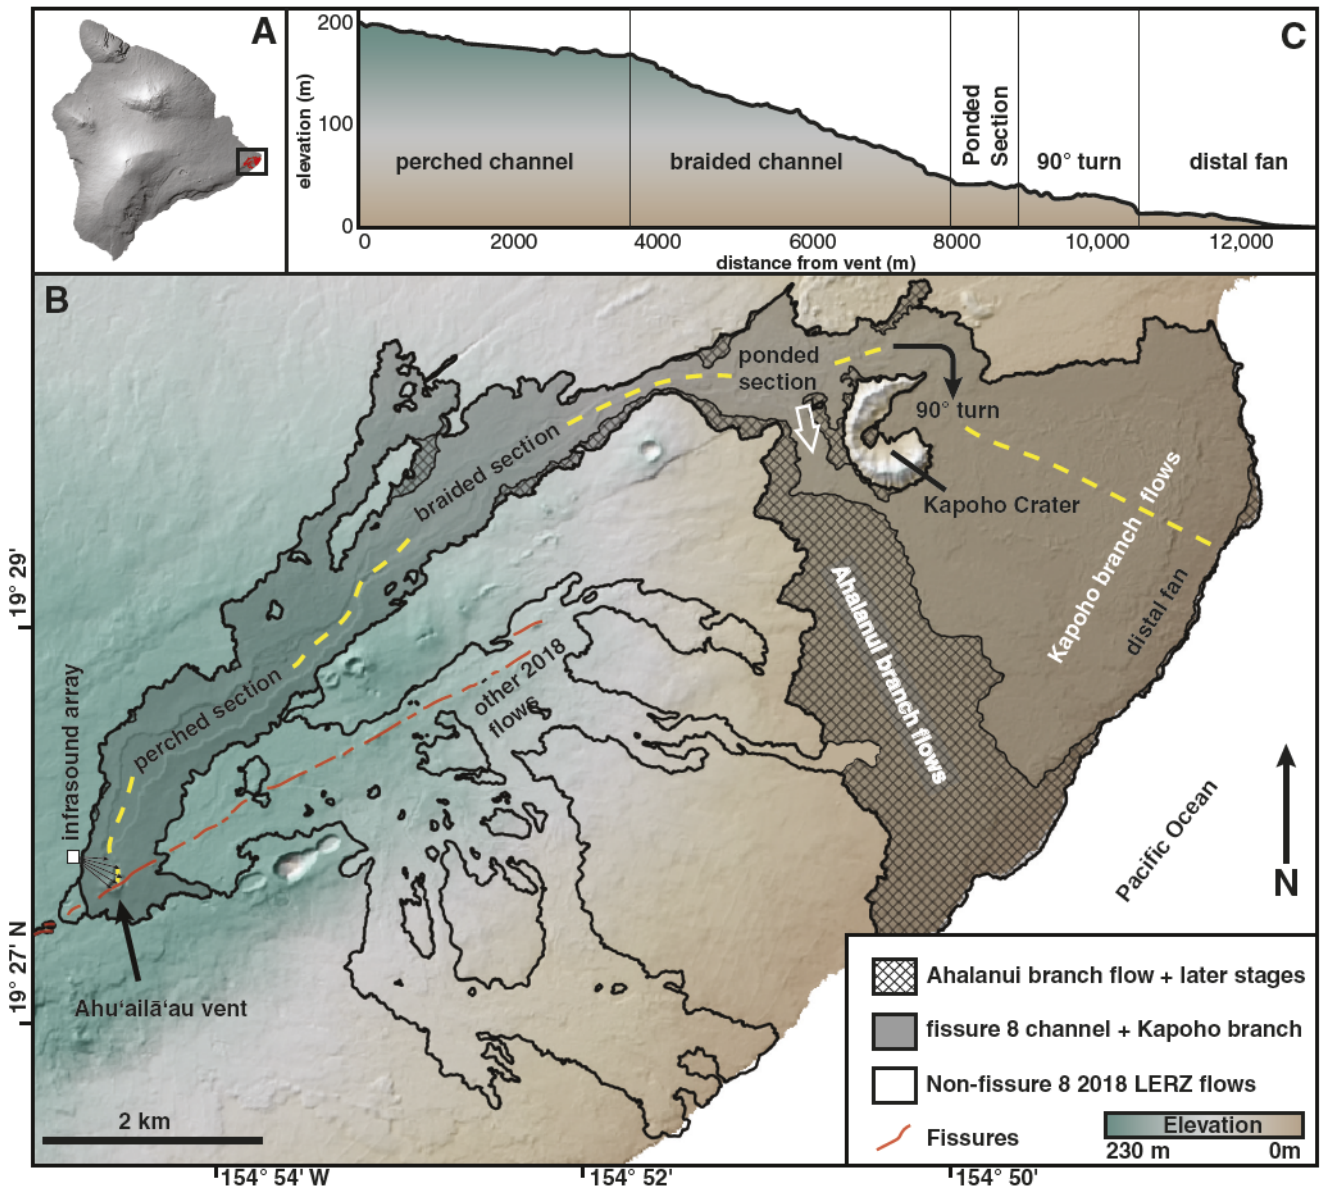 A
C
200
100
0
elevation (m)
perched channel
braided channel
Ponded
Section
90° turn
distal fan
0
2000
4000
6000
8000
10,000
12,000
distance from vent (m)
B
ponded
section
90° turn
braided section
Kapoho Crater
Kapoho branch flows
distal fan
Ahalanui branch flows
perched section
other 2018
flows
infrasound array
Ahuʻailāʻau vent
Pacific Ocean
N
19° 29'
19° 27' N
2 km
Ahalanui branch flow + later stages
fissure 8 channel + Kapoho branch
Non-fissure 8 2018 LERZ flows
Fissures
Elevation
230 m
0m
154° 54' W
154° 52'
154° 50'